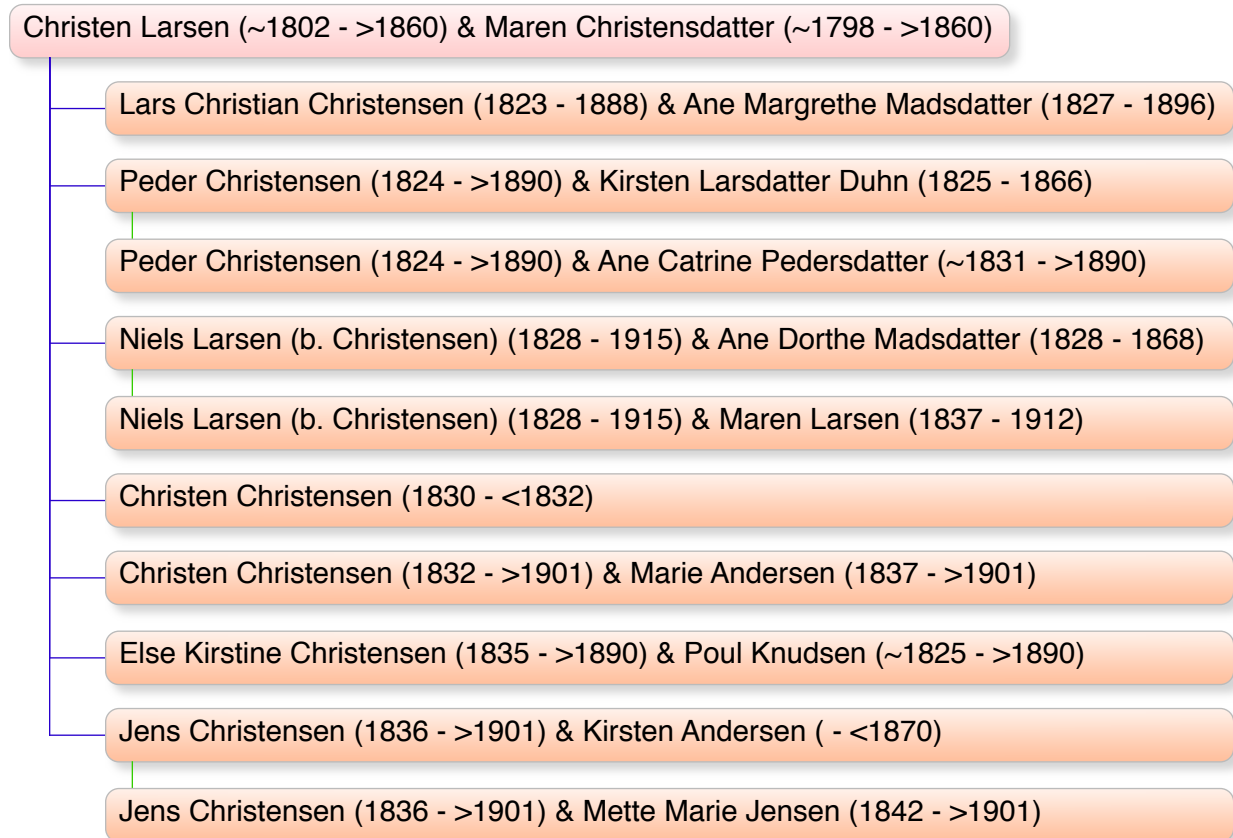 Christen Larsen (~1802 - >1860) & Maren Christensdatter (~1798 - >1860)
Lars Christian Christensen (1823 - 1888) & Ane Margrethe Madsdatter (1827 - 1896)
Peder Christensen (1824 - >1890) & Kirsten Larsdatter Duhn (1825 - 1866)
Peder Christensen (1824 - >1890) & Ane Catrine Pedersdatter (~1831 - >1890)
Niels Larsen (b. Christensen) (1828 - 1915) & Ane Dorthe Madsdatter (1828 - 1868)
Niels Larsen (b. Christensen) (1828 - 1915) & Maren Larsen (1837 - 1912)
Christen Christensen (1830 - <1832)
Christen Christensen (1832 - >1901) & Marie Andersen (1837 - >1901)
Else Kirstine Christensen (1835 - >1890) & Poul Knudsen (~1825 - >1890)
Jens Christensen (1836 - >1901) & Kirsten Andersen ( - <1870)
Jens Christensen (1836 - >1901) & Mette Marie Jensen (1842 - >1901)